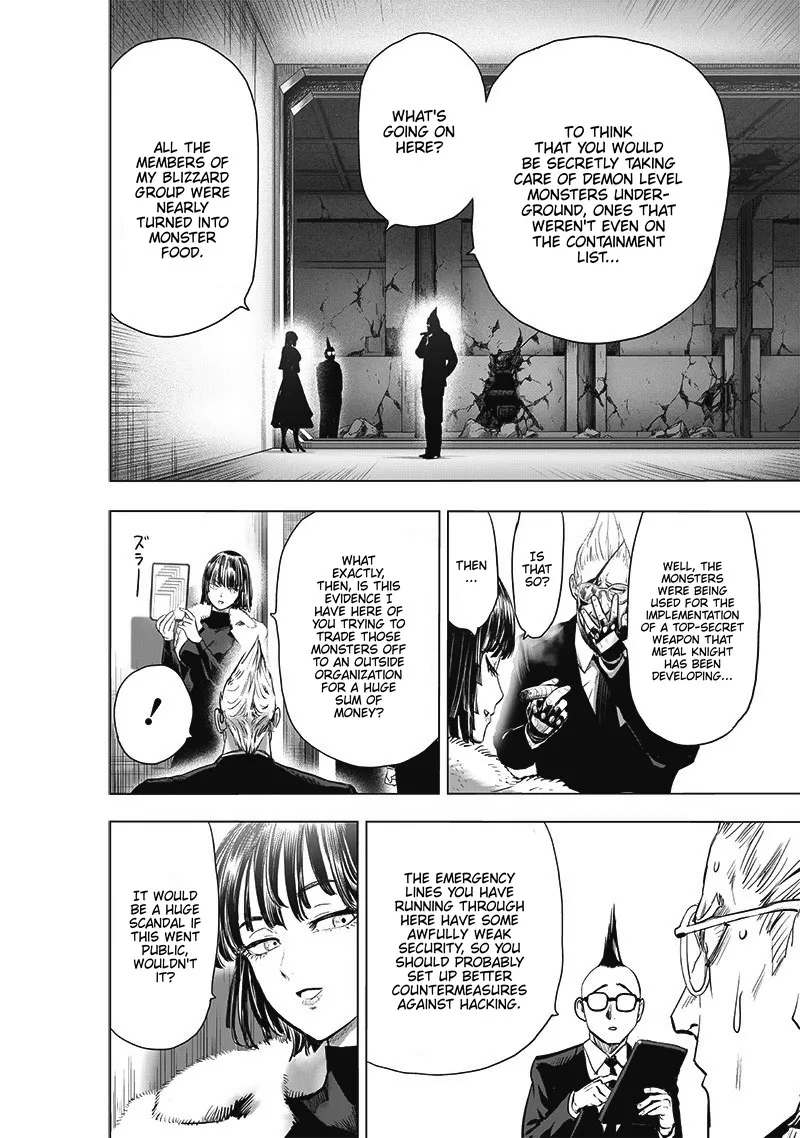 TO THINK
THAT YOU WOULD
BE SECRETLY TAKING
CARE OF DEMON LEVEL
MONSTERS UNDER-
GROUND, ONES THAT
WEREN'T EVEN ON
THE CONTAINMENT
LIST...
WHAT'S
GOING ON
HERE?
ALL THE
MEMBERS OF
MY BLIZZARD
GROUP WERE
NEARLY
TURNED INTO
MONSTER
FOOD.
WELL, THE
MONSTERS
WERE BEING
USED FOR THE
IMPLEMENTATION
OF A TOP-SECRET
WEAPON THAT
METAL KNIGHT
HAS BEEN
DEVELOPING...
IS
THAT
SO?
THEN
...
WHAT
EXACTLY,
THEN, IS THIS
EVIDENCE I
HAVE HERE OF
YOU TRYING TO
TRADE THOSE
MONSTERS OFF
TO AN OUTSIDE
ORGANIZATION
FOR A HUGE
SUM OF
MONEY?
ズラー
!
THE EMERGENCY
LINES YOU HAVE
RUNNING THROUGH
HERE HAVE SOME
AWFULLY WEAK
SECURITY, SO YOU
SHOULD PROBABLY
SET UP BETTER
COUNTERMEASURES
AGAINST HACKING.
IT WOULD
BE A HUGE
SCANDAL IF
THIS WENT
PUBLIC,
WOULDN'T
IT?